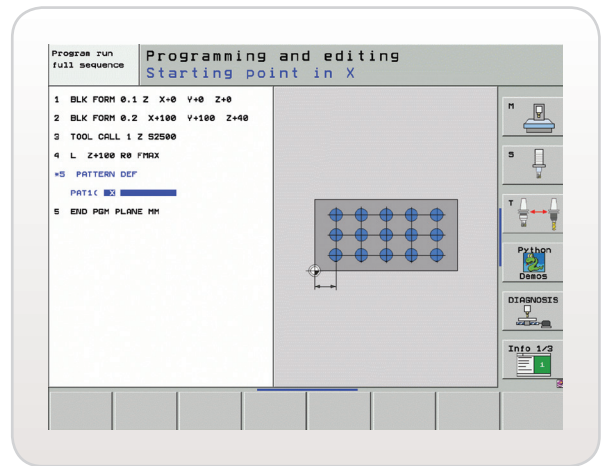 Program run
full sequence
Programming and editing
Starting point in X
1 BLK FORM 0.1 Z X+0 Y+0 Z+0
2 BLK FORM 0.2 X+100 Y+100 Z+40
3 TOOL CALL 1 Z S2500
4 L Z+100 R0 FMAX
*5 PATTERN DEF
PAT1( X
5 END PGM PLANE MM
M
S
T
Python
Demos
DIAGNOSIS
Info 1/3
1